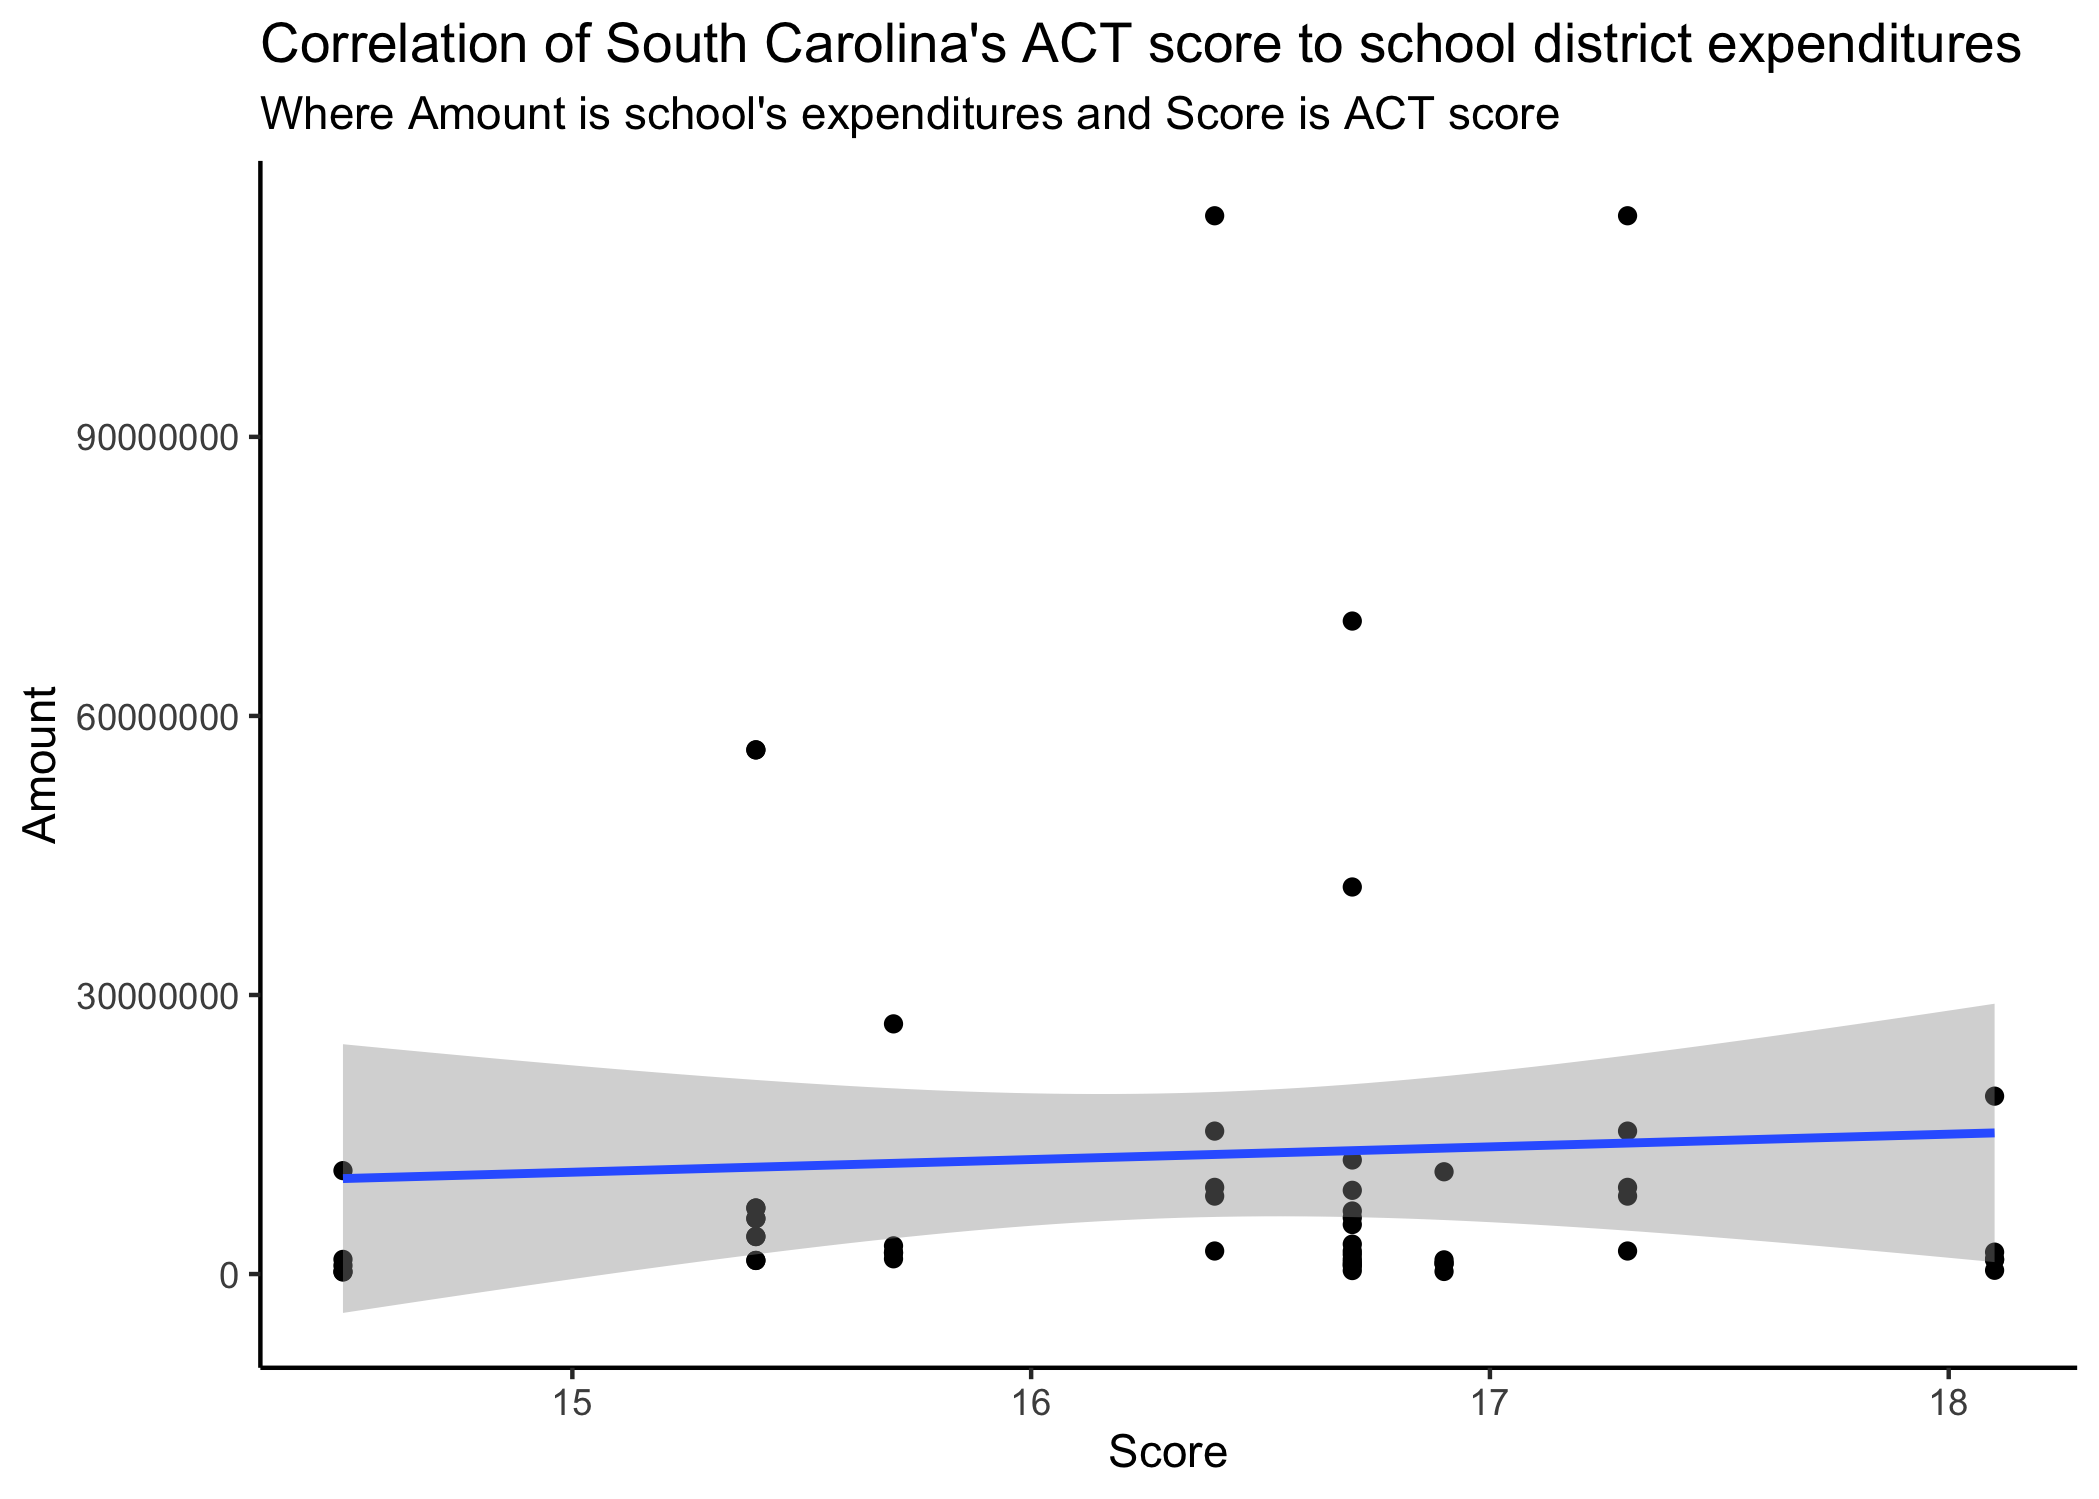 Correlation of South Carolina's ACT score to school district expenditures
Where Amount is school's expenditures and Score is ACT score
Amount
90000000
60000000
30000000
0
15
16
17
18
Score